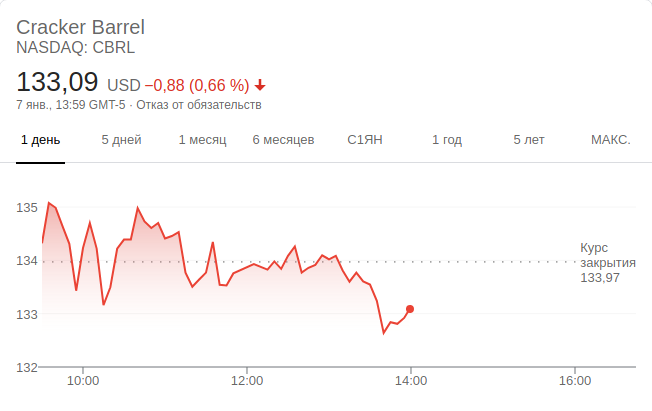 Cracker Barrel
NASDAQ: CBRL
133,09 USD −0,88 (0,66 %)
7 янв., 13:59 GMT-5 · Отказ от обязательств
1 день 5 дней 1 месяц 6 месяцев С1ЯН 1 год 5 лет МАКС.
135
134
133
132
Курс
закрытия
133,97
10:00 12:00 14:00 16:00